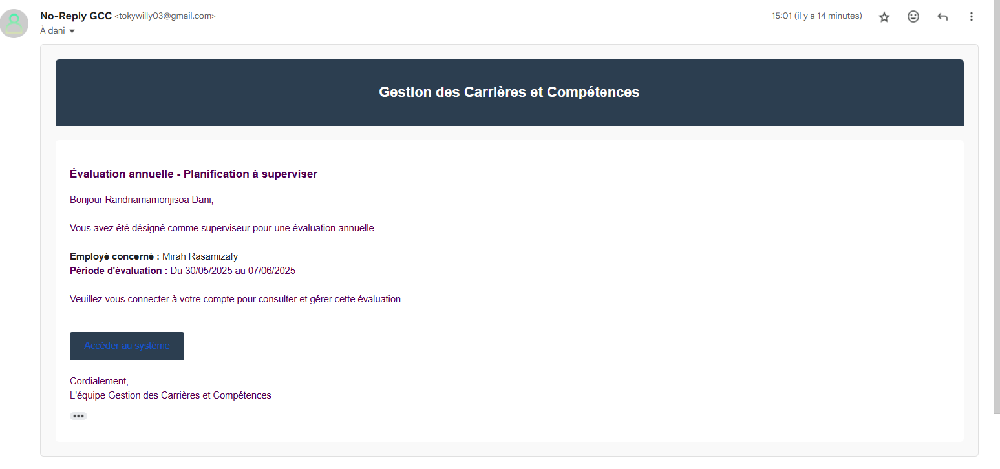 No-Reply GCC <tokywilly03@gmail.com>
15:01 (il y a 14 minutes)
À dani
Gestion des Carrières et Compétences
Évaluation annuelle - Planification à superviser
Bonjour Randriamamonjisoa Dani,
Vous avez été désigné comme superviseur pour une évaluation annuelle.
Employé concerné : Mirah Rasamizafy
Période d'évaluation : Du 30/05/2025 au 07/06/2025
Veuillez vous connecter à votre compte pour consulter et gérer cette évaluation.
Accéder au système
Cordialement,
L'équipe Gestion des Carrières et Compétences